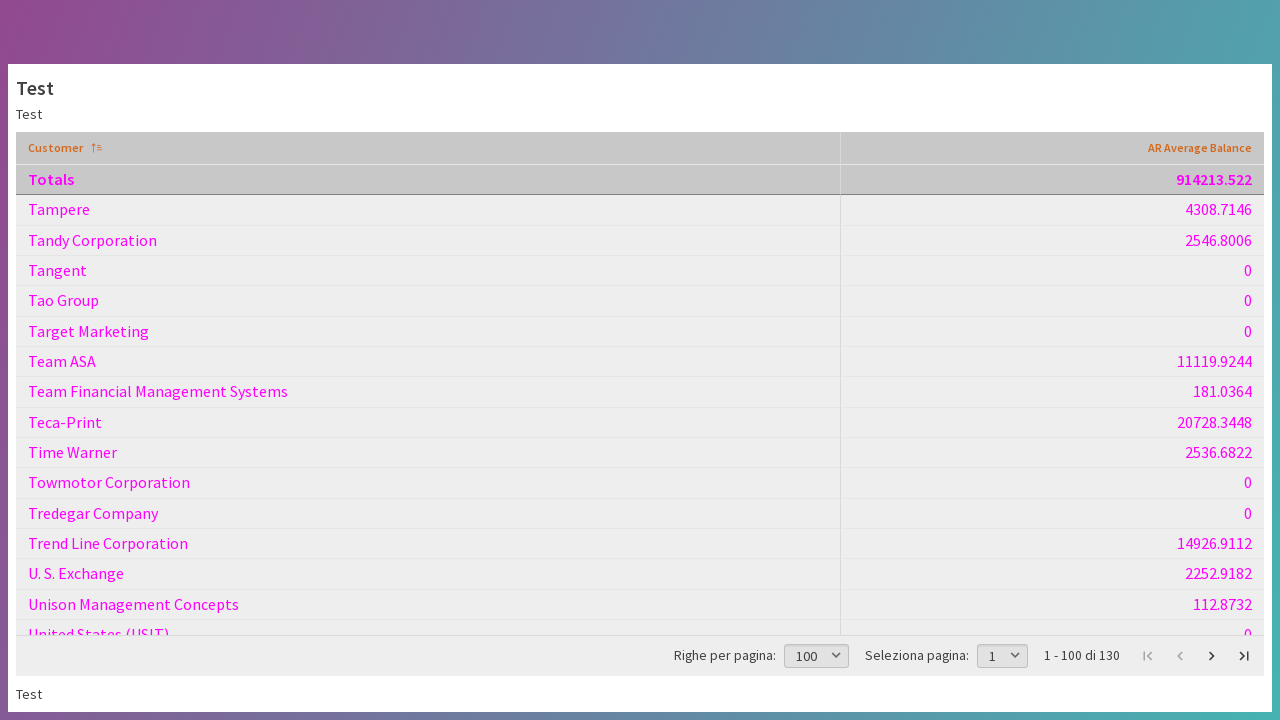 Test
Test
Customer AR Average Balance
Totals 914213.522
Tampere 4308.7146
Tandy Corporation 2546.8006
Tangent 0
Tao Group 0
Target Marketing 0
Team ASA 11119.9244
Team Financial Management Systems 181.0364
Teca-Print 20728.3448
Time Warner 2536.6822
Towmotor Corporation 0
Tredegar Company 0
Trend Line Corporation 14926.9112
U. S. Exchange 2252.9182
Unison Management Concepts 112.8732
United States (USIT) 0
Righe per pagina: 100 Seleziona pagina: 1 1 - 100 di 130
Test